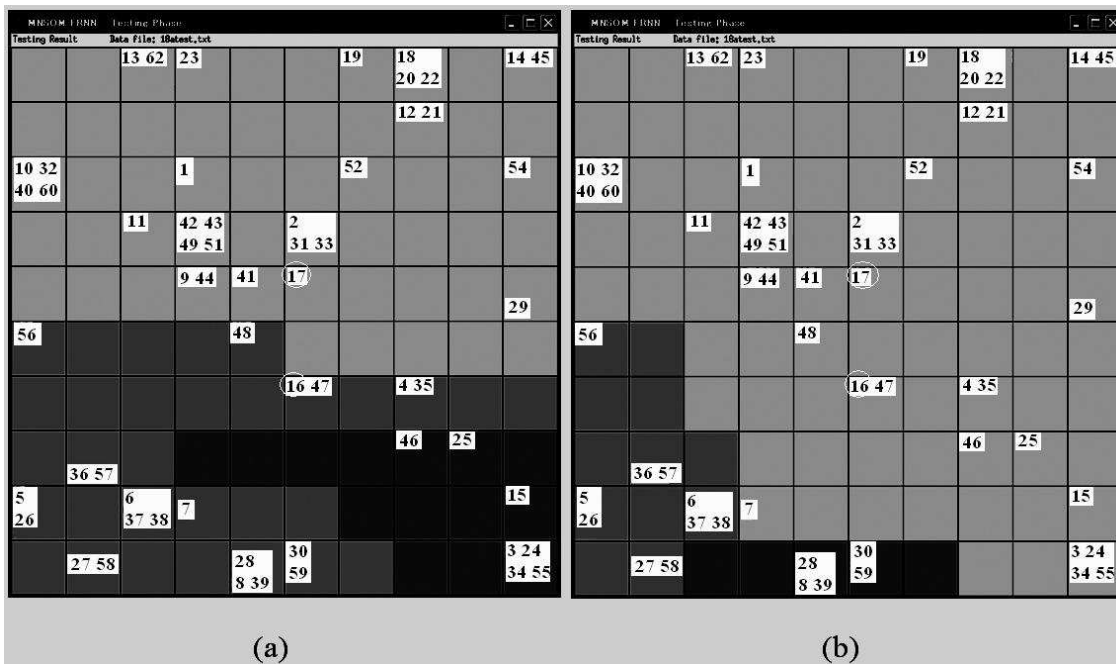 MNSOM_FRNN Testing Phase
Testing Result Data file: 18atest.txt
13 62 23 19 18 14 45
20 22
12 21
10 32 1 52 54
40 60
11 42 43 2
49 51 31 33
9 44 41 17
29
56 48
16 47 4 35
46 25
36 57
5 6 7 15
26 37 38
27 58 28 30 3 24
8 39 59 34 55
(a)
MNSOM_FRNN Testing Phase
Testing Result Data file: 18atest.txt
13 62 23 19 18 14 45
20 22
12 21
10 32 1 52 54
40 60
11 42 43 2
49 51 31 33
9 44 41 17
29
56 48
16 47 4 35
46 25
36 57
5 6 7 15
26 37 38
27 58 28 30 3 24
8 39 59 34 55
(b)